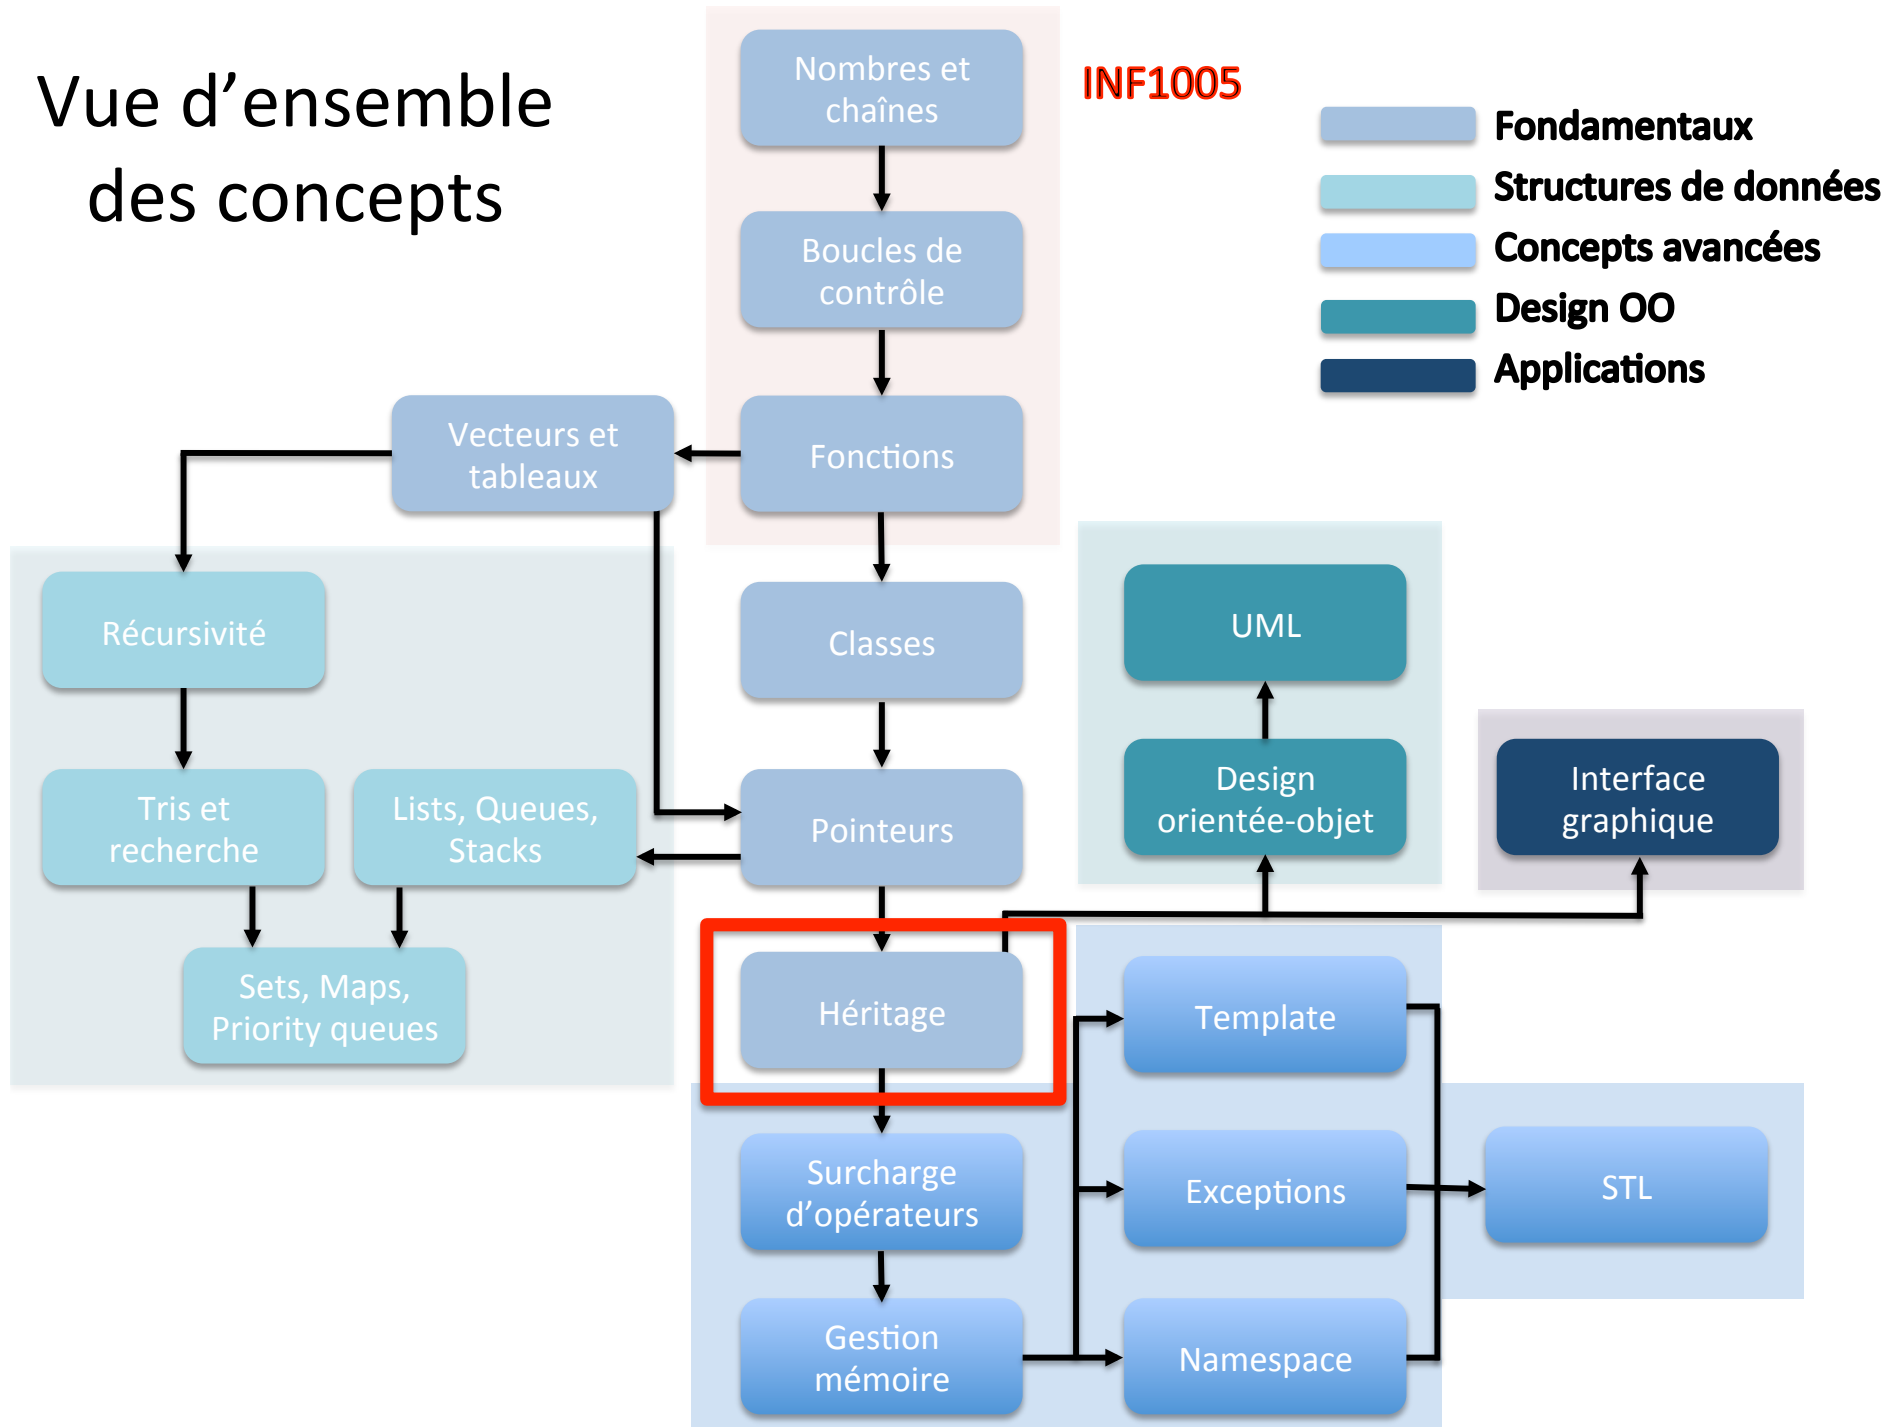 Vue d’ensemble
des concepts
Nombres et
chaînes
INF1005
Fondamentaux
Structures de données
Concepts avancées
Design OO
Applications
Boucles de
contrôle
Vecteurs et
tableaux
Fonctions
Récursivité
Classes
UML
Tris et
recherche
Lists, Queues,
Stacks
Pointeurs
Design
orientée-objet
Interface
graphique
Sets, Maps,
Priority queues
Héritage
Template
Surcharge
d’opérateurs
Exceptions
STL
Gestion
mémoire
Namespace